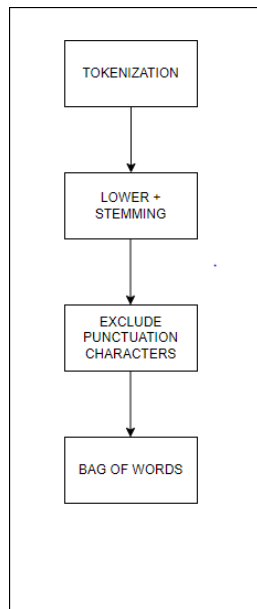 TOKENIZATION
LOWER +
STEMMING
EXCLUDE
PUNCTUATION
CHARACTERS
BAG OF WORDS